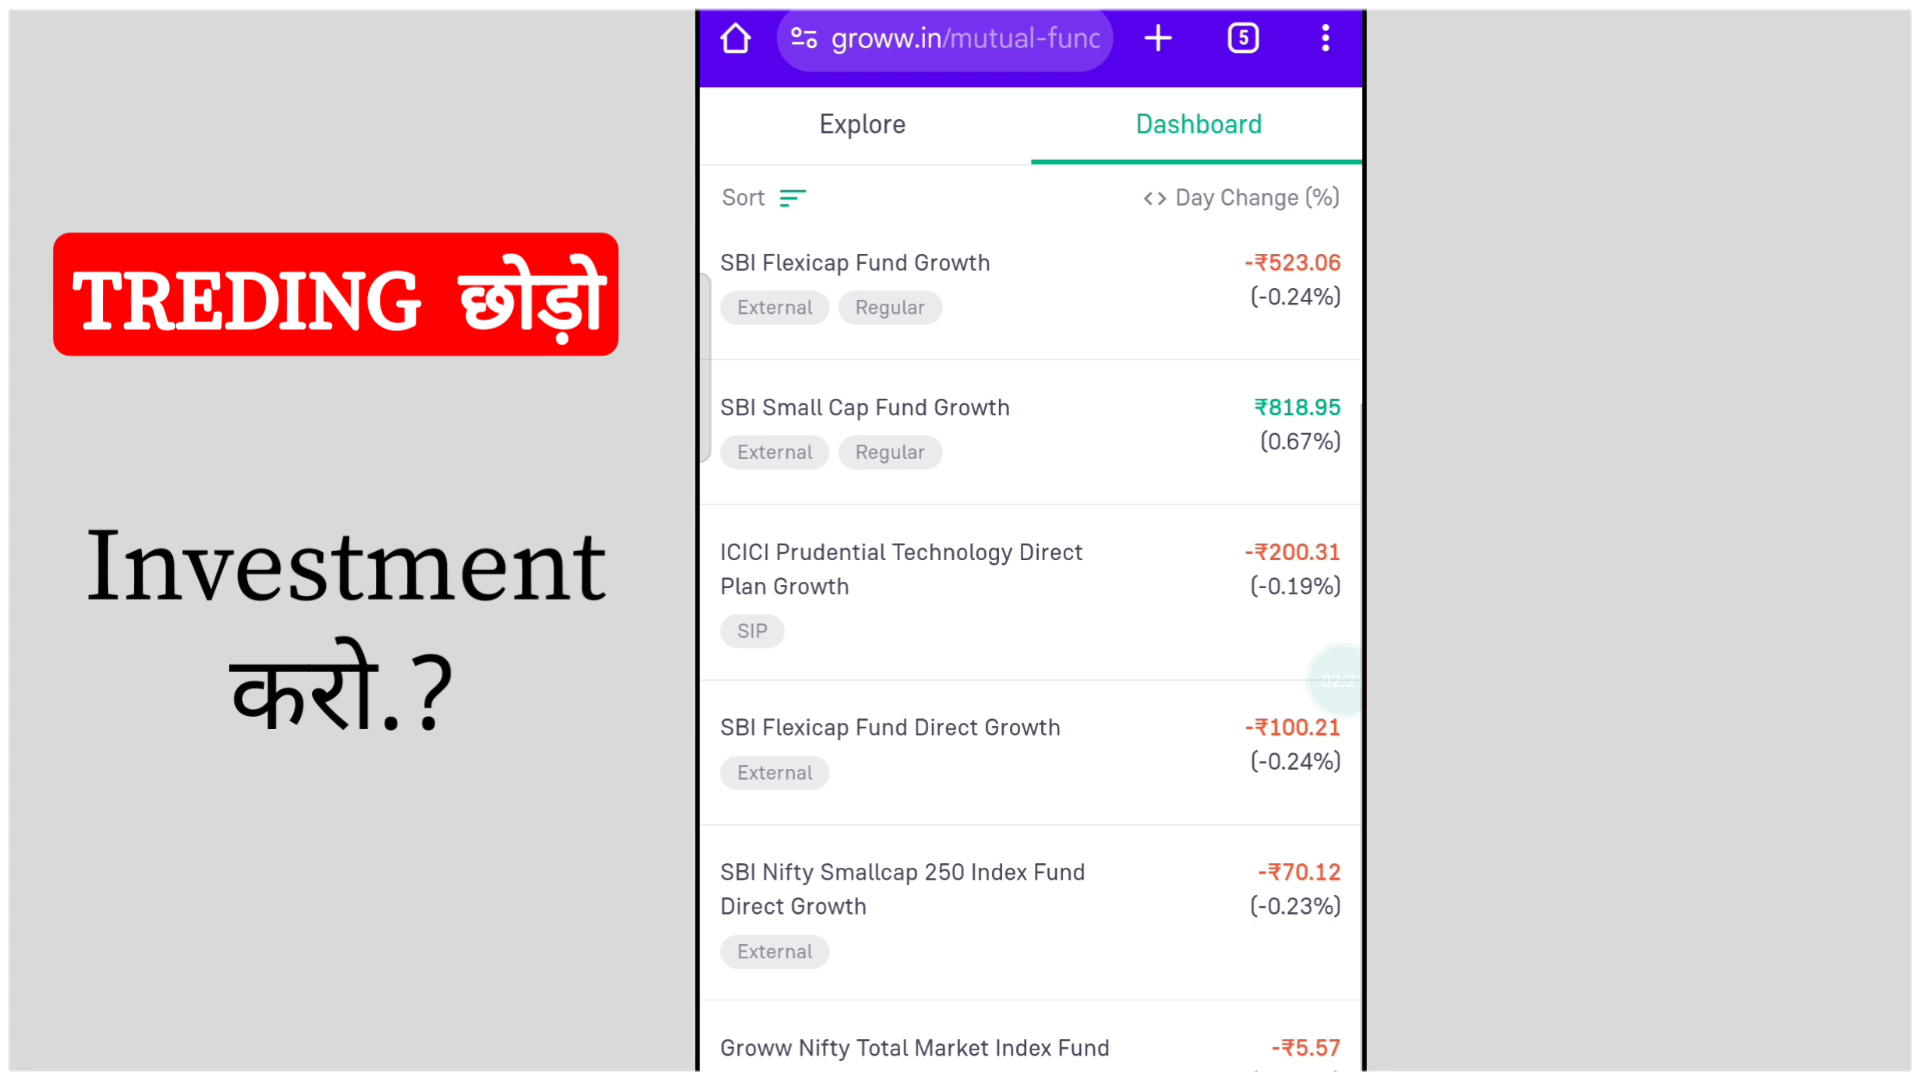 TREDING छोड़ो
Investment
करो.?
groww.in/mutual-func
5
Explore
Dashboard
Sort
<> Day Change (%)
SBI Flexicap Fund Growth
-₹523.06
External
Regular
(-0.24%)
SBI Small Cap Fund Growth
₹818.95
External
Regular
(0.67%)
ICICI Prudential Technology Direct
Plan Growth
-₹200.31
(-0.19%)
SIP
SBI Flexicap Fund Direct Growth
-₹100.21
(-0.24%)
External
SBI Nifty Smallcap 250 Index Fund
Direct Growth
-₹70.12
(-0.23%)
External
Groww Nifty Total Market Index Fund
-₹5.57